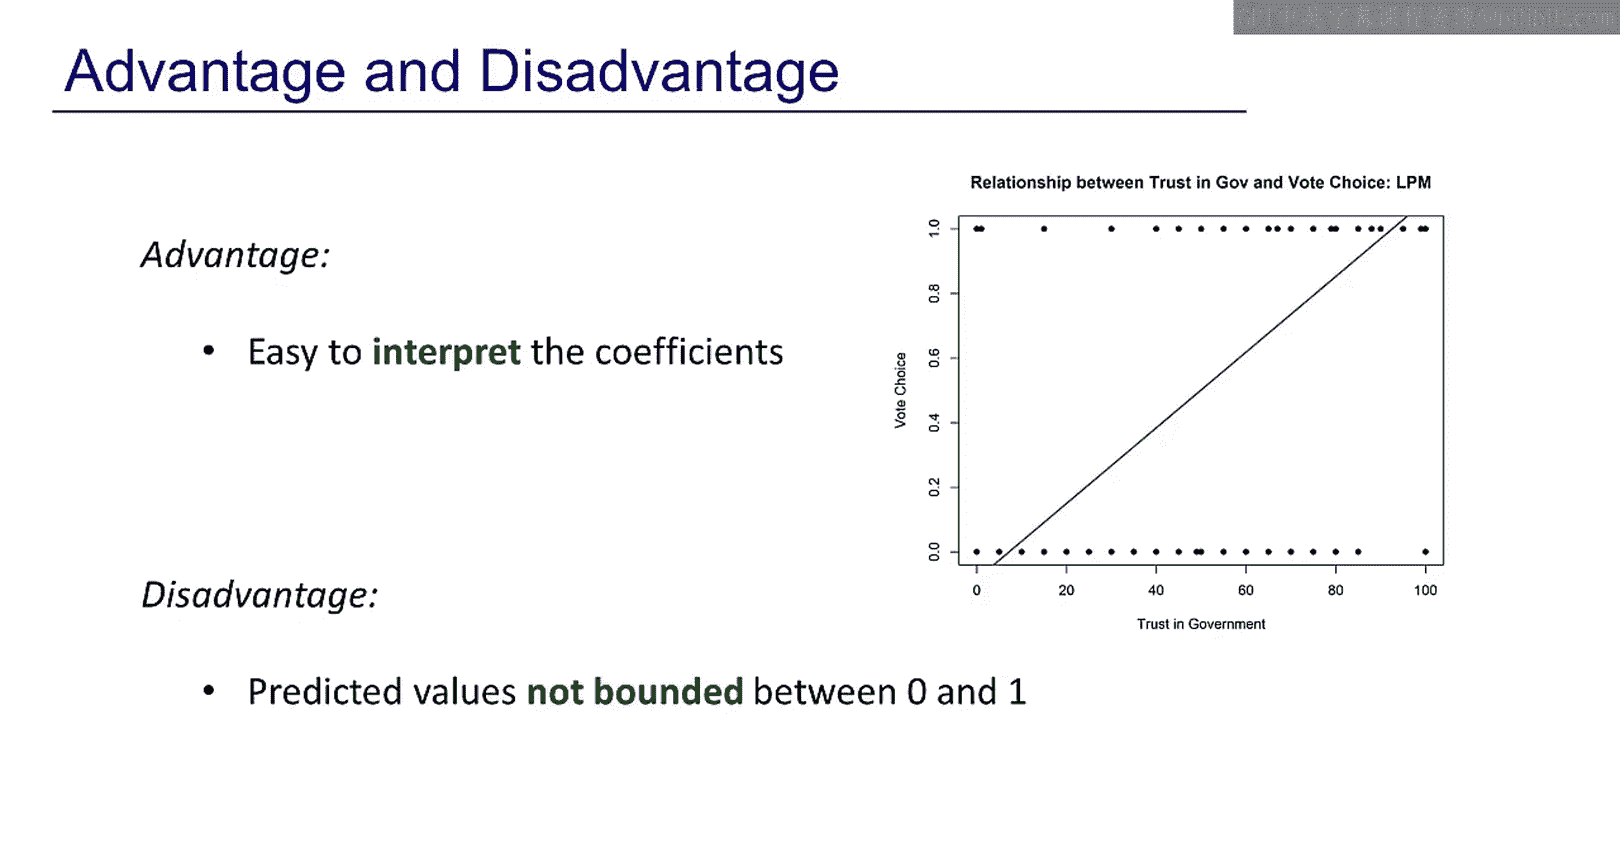 Advantage and Disadvantage
Advantage:
• Easy to interpret the coefficients
Disadvantage:
• Predicted values not bounded between 0 and 1
Relationship between Trust in Gov and Vote Choice: LPM
Vote Choice
1.0
0.8
0.6
0.4
0.2
0.0
0 20 40 60 80 100
Trust in Government